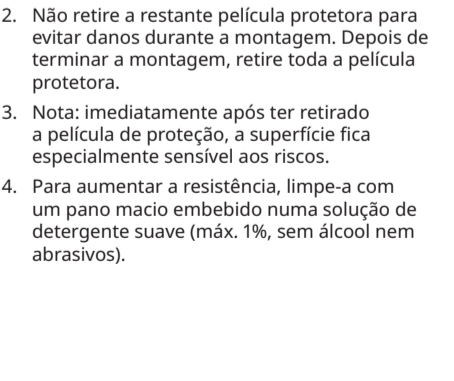 2. Não retire a restante película protetora para
evitar danos durante a montagem. Depois de
terminar a montagem, retire toda a película
protetora.
3. Nota: imediatamente após ter retirado
a película de proteção, a superfície fica
especialmente sensível aos riscos.
4. Para aumentar a resistência, limpe-a com
um pano macio embebido numa solução de
detergente suave (máx. 1%, sem álcool nem
abrasivos).